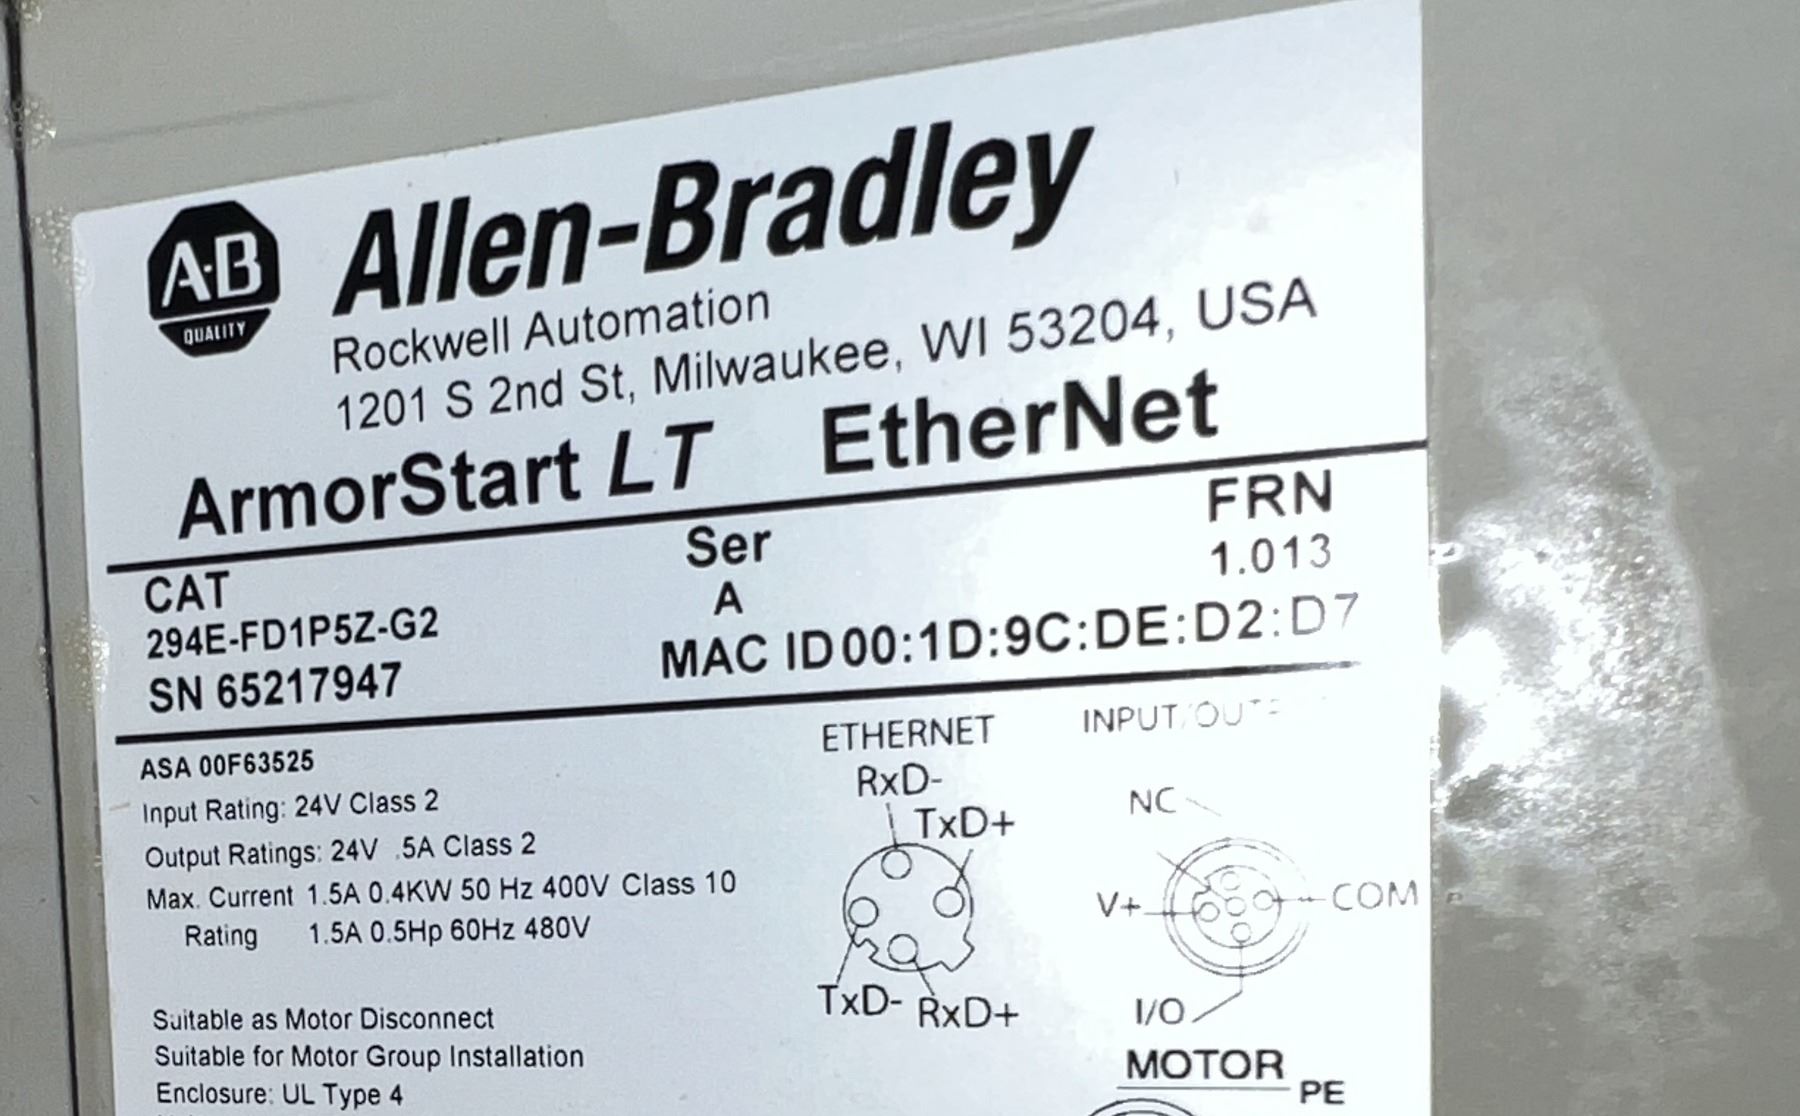 A·B
QUALITY
Allen-Bradley
Rockwell Automation
1201 S 2nd St, Milwaukee, WI 53204, USA
ArmorStart LT EtherNet
CAT Ser FRN
294E-FD1P5Z-G2 A 1.013
SN 65217947 MAC ID 00:1D:9C:DE:D2:D7
ASA 00F63525
Input Rating: 24V Class 2
Output Ratings: 24V .5A Class 2
Max. Current 1.5A 0.4KW 50 Hz 400V Class 10
Rating 1.5A 0.5Hp 60Hz 480V
Suitable as Motor Disconnect
Suitable for Motor Group Installation
Enclosure: UL Type 4
ETHERNET
RxD-
TxD+
TxD- RxD+
INPUT
NC
V+ COM
I/O
MOTOR
PE